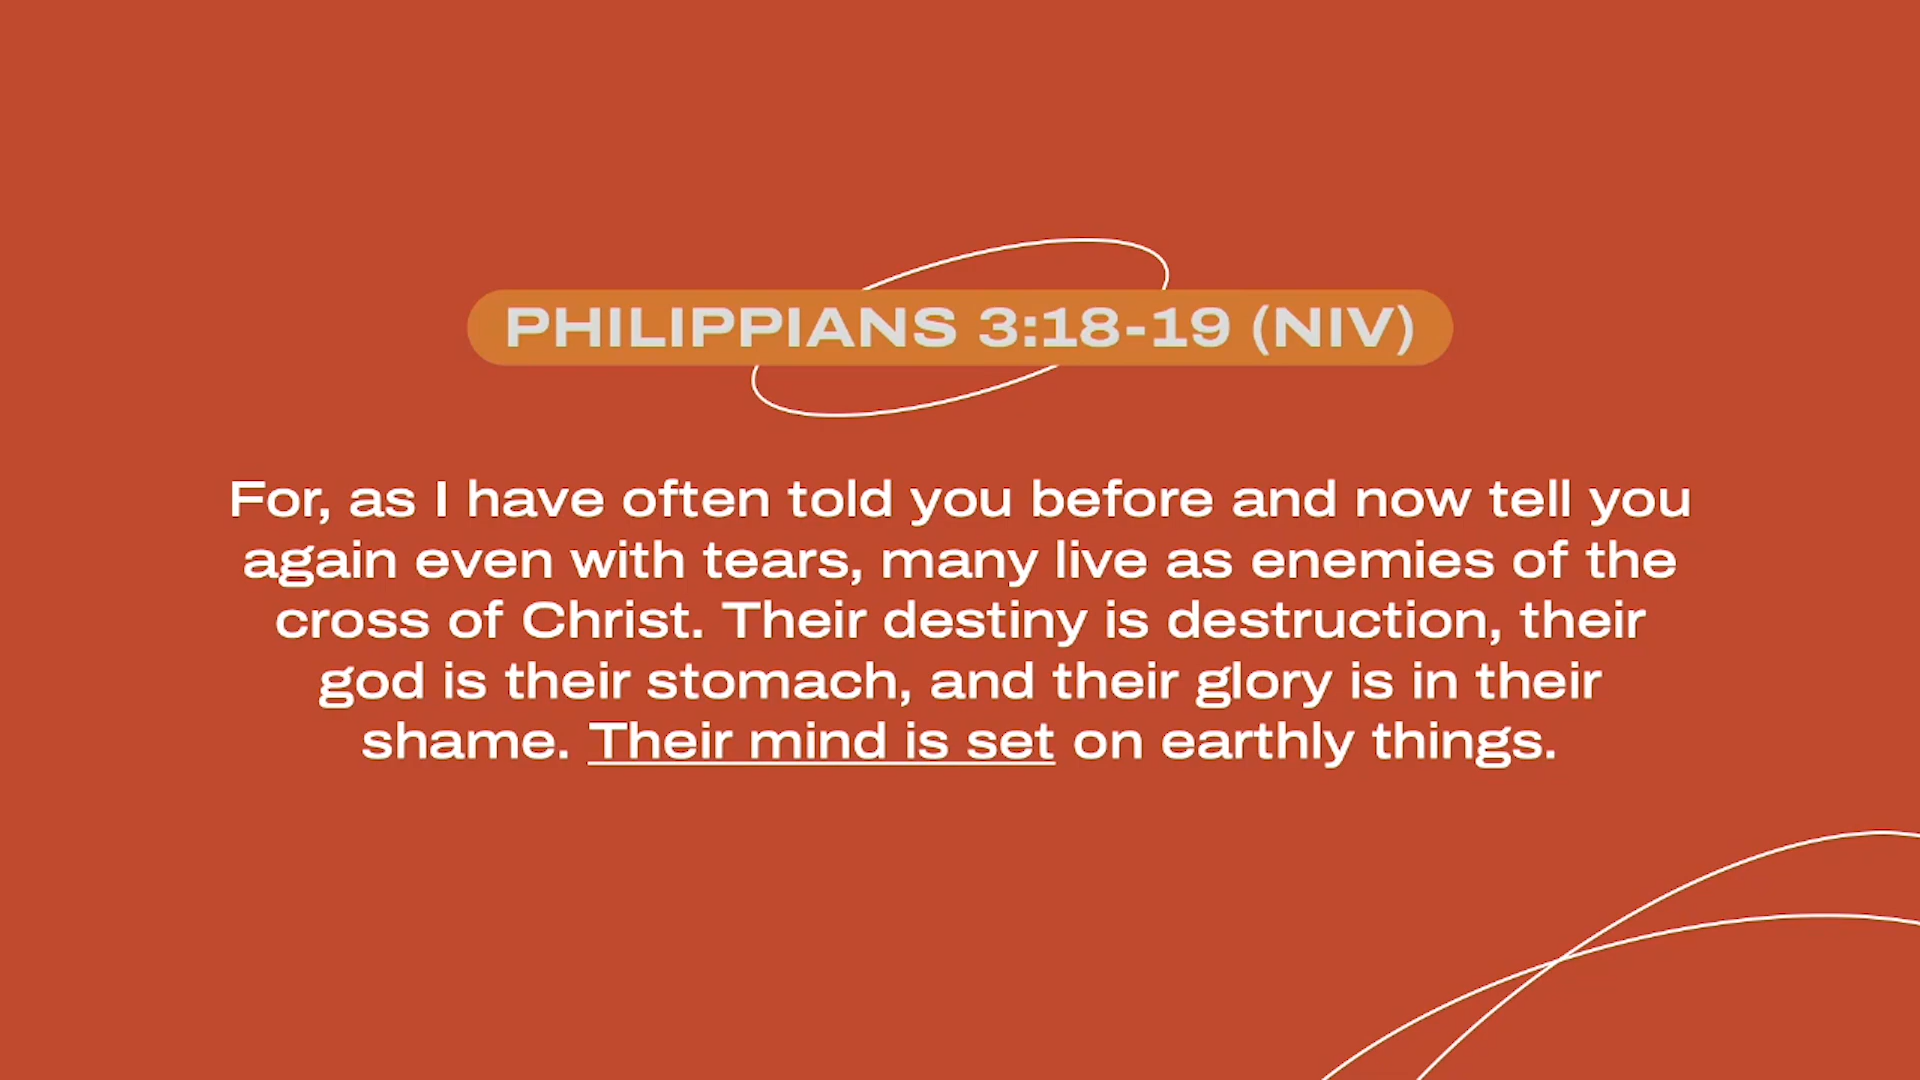 PHILIPPIANS 3:18-19 (NIV)
For, as I have often told you before and now tell you
again even with tears, many live as enemies of the
cross of Christ. Their destiny is destruction, their
god is their stomach, and their glory is in their
shame. Their mind is set on earthly things.